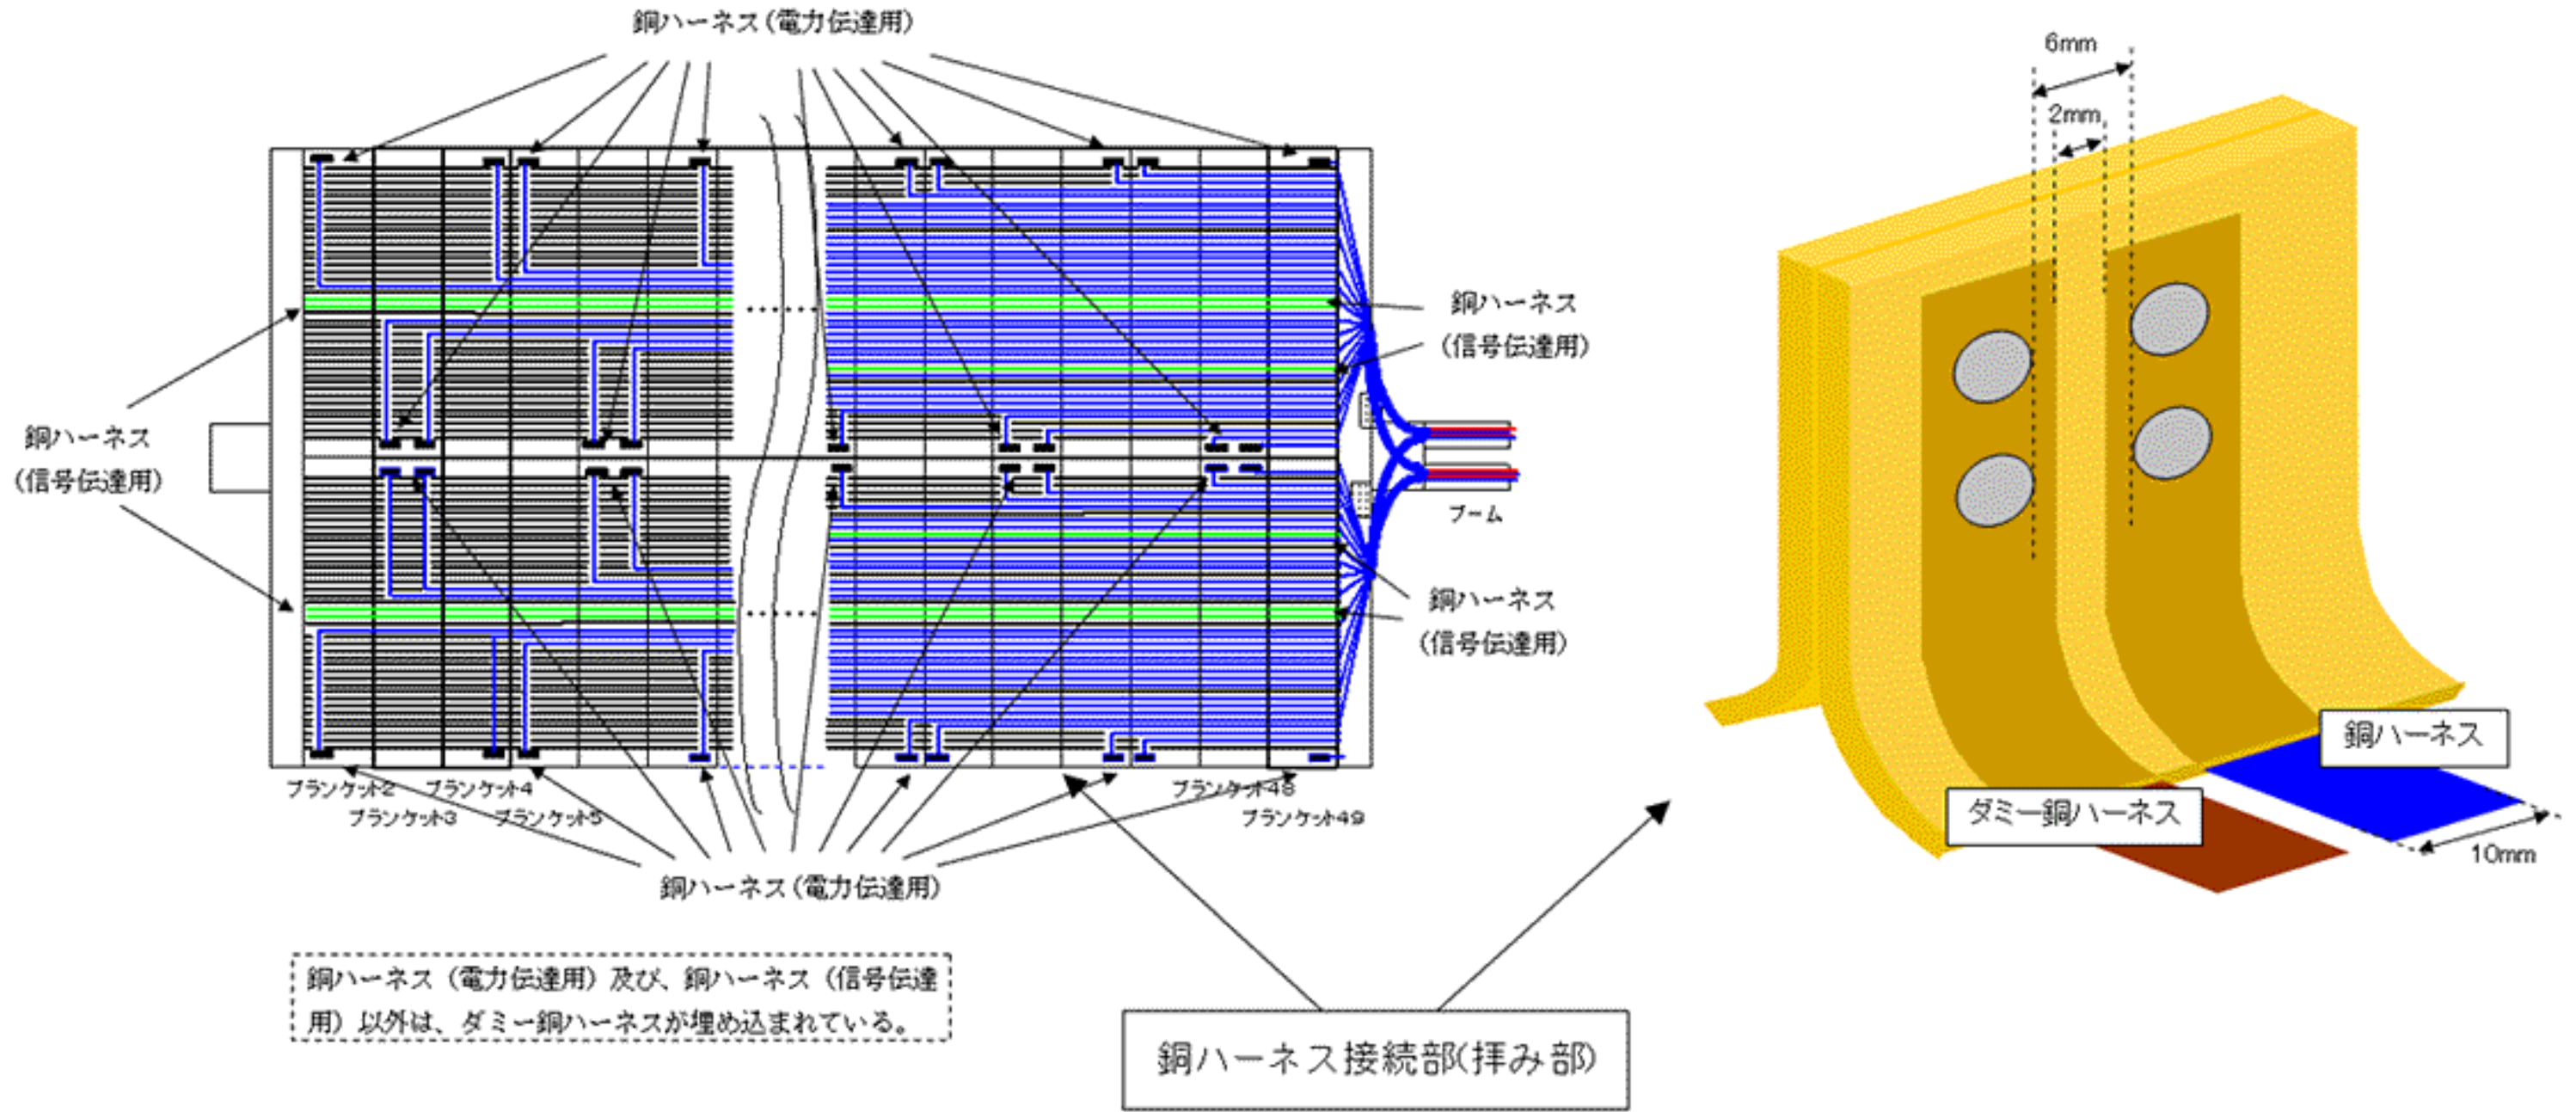 銅ハーネス(電力伝達用)
6mm
2mm
銅ハーネス
(信号伝達用)
銅ハーネス
(信号伝達用)
ブーム
銅ハーネス
(信号伝達用)
ブランケット2
ブランケット4
ブランケット48
ブランケット3
ブランケット5
ブランケット49
銅ハーネス(電力伝達用)
銅ハーネス
ダミー銅ハーネス
10mm
銅ハーネス(電力伝達用)及び、銅ハーネス(信号伝達
用)以外は、ダミー銅ハーネスが埋め込まれている。
銅ハーネス接続部(拝み部)